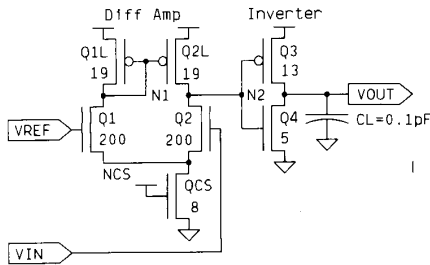 Diff Amp Inverter
Q1L Q2L Q3
19 19 13
N1 N2
Q1 Q2 Q4 VOUT
VREF 200 200 5 CL=0.1pF
NCS QCS
8
VIN